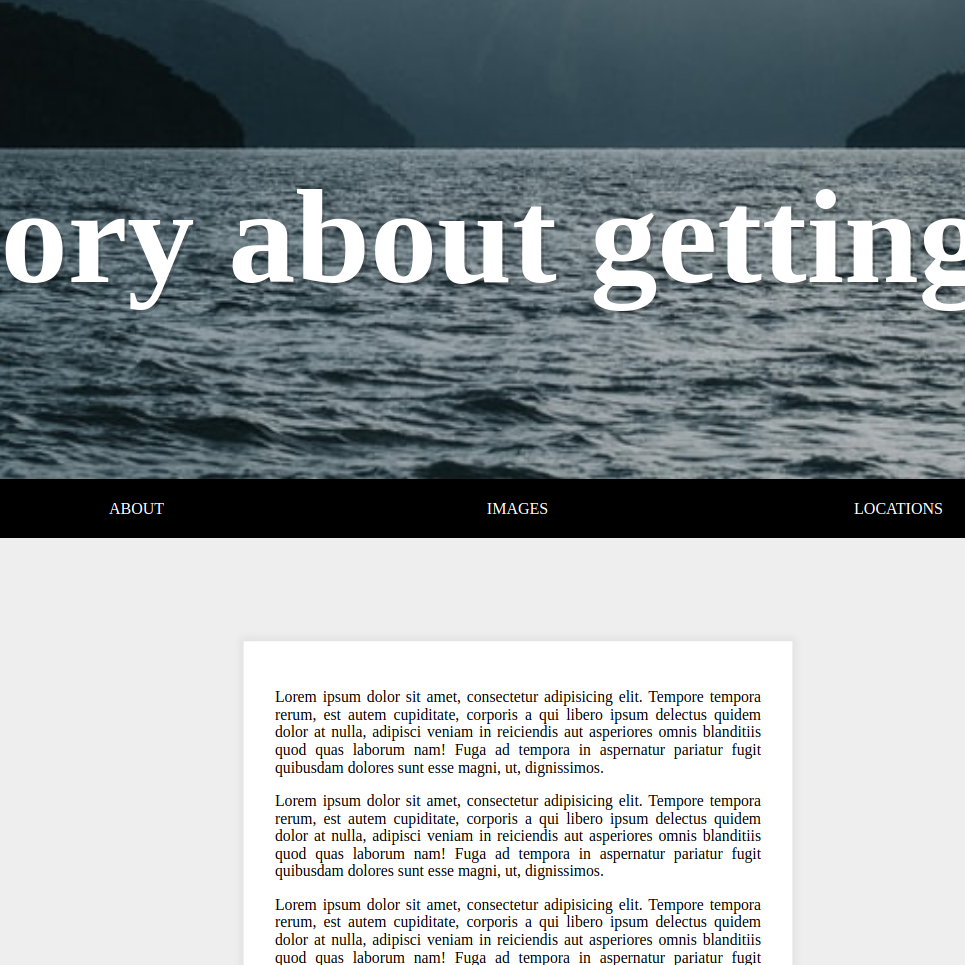 ory about getting
ABOUT IMAGES LOCATIONS
Lorem ipsum dolor sit amet, consectetur adipisicing elit. Tempore tempora
rerum, est autem cupiditate, corporis a qui libero ipsum delectus quidem
dolor at nulla, adipisci veniam in reiciendis aut asperiores omnis blanditiis
quod quas laborum nam! Fuga ad tempora in aspernatur pariatur fugit
quibusdam dolores sunt esse magni, ut, dignissimos.
Lorem ipsum dolor sit amet, consectetur adipisicing elit. Tempore tempora
rerum, est autem cupiditate, corporis a qui libero ipsum delectus quidem
dolor at nulla, adipisci veniam in reiciendis aut asperiores omnis blanditiis
quod quas laborum nam! Fuga ad tempora in aspernatur pariatur fugit
quibusdam dolores sunt esse magni, ut, dignissimos.
Lorem ipsum dolor sit amet, consectetur adipisicing elit. Tempore tempora
rerum, est autem cupiditate, corporis a qui libero ipsum delectus quidem
dolor at nulla, adipisci veniam in reiciendis aut asperiores omnis blanditiis
quod quas laborum nam! Fuga ad tempora in aspernatur pariatur fugit